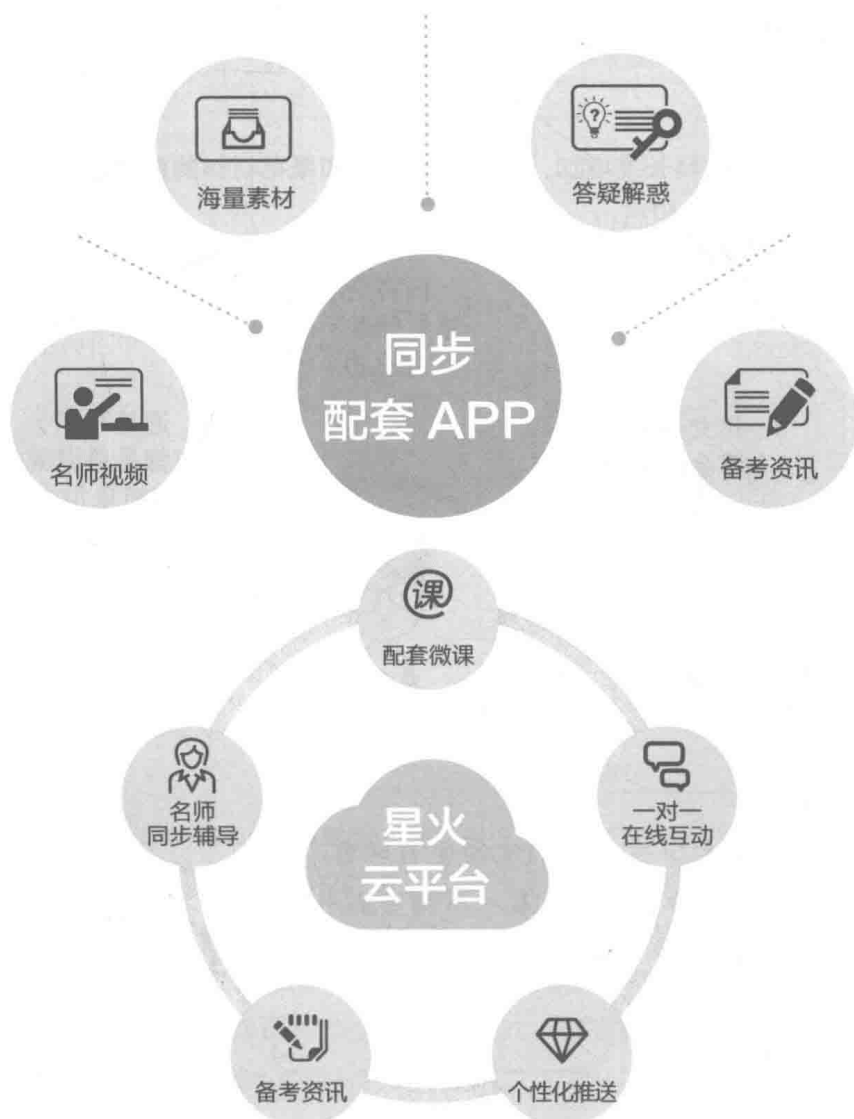 海量素材
答疑解惑
?
同步
配套 APP
名师视频
备考资讯
课
配套微课
名师
同步辅导
一对一
在线互动
星火
云平台
备考资讯
个性化推送